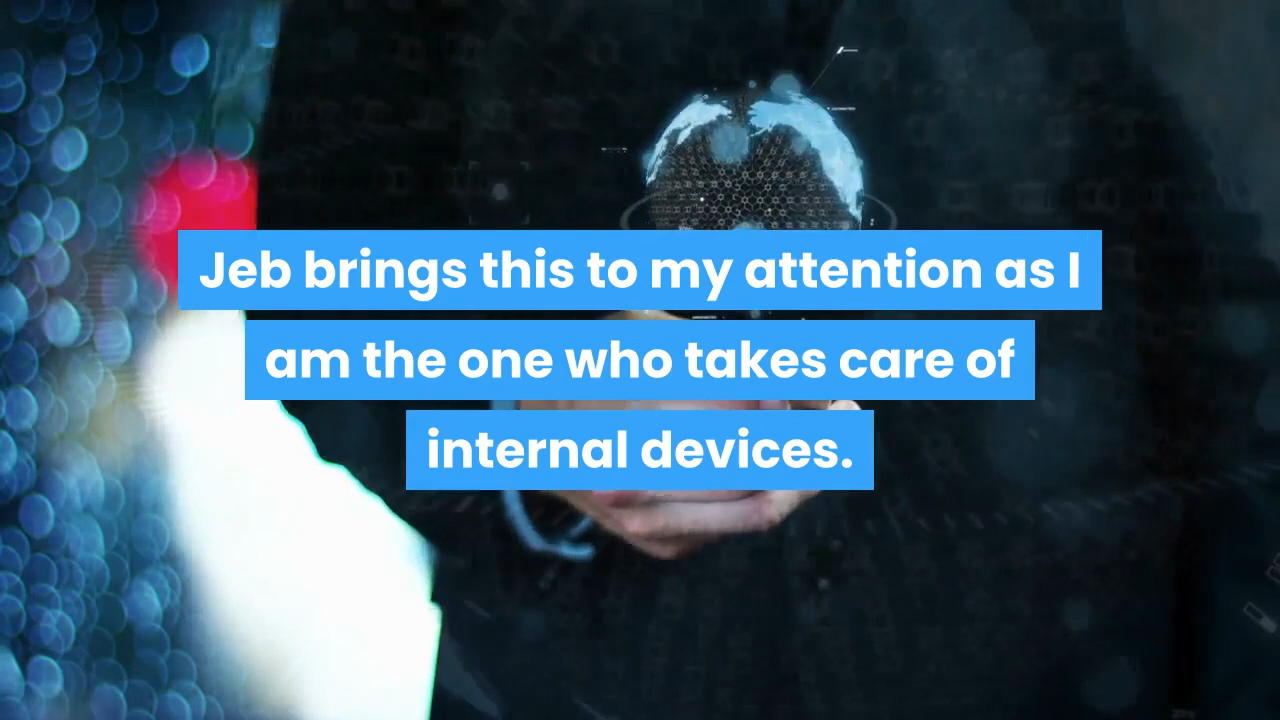 Jeb brings this to my attention as I
am the one who takes care of
internal devices.